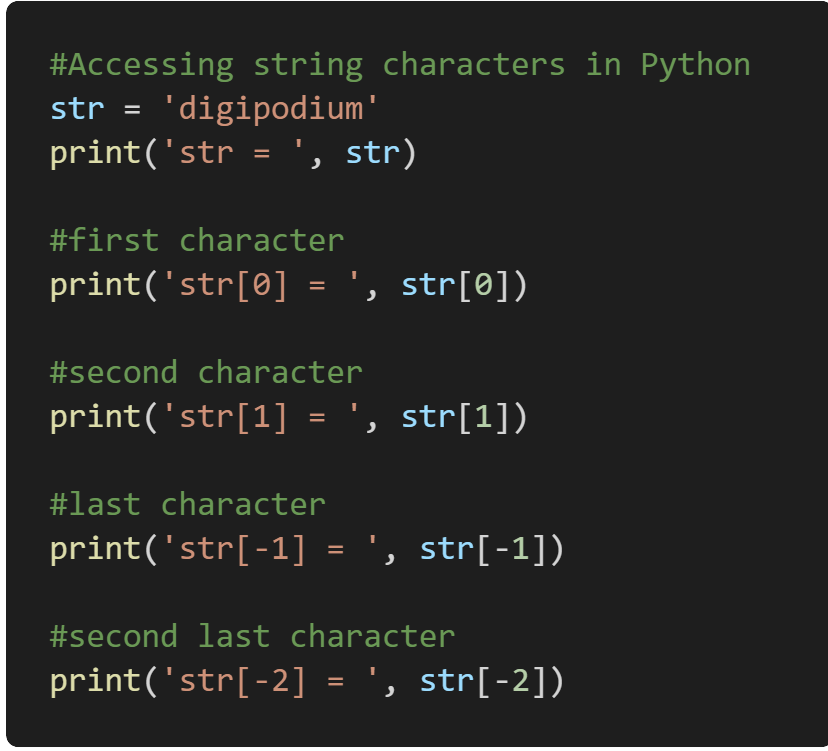 #Accessing string characters in Python
str = 'digipodium'
print('str = ', str)
#first character
print('str[0] = ', str[0])
#second character
print('str[1] = ', str[1])
#last character
print('str[-1] = ', str[-1])
#second last character
print('str[-2] = ', str[-2])